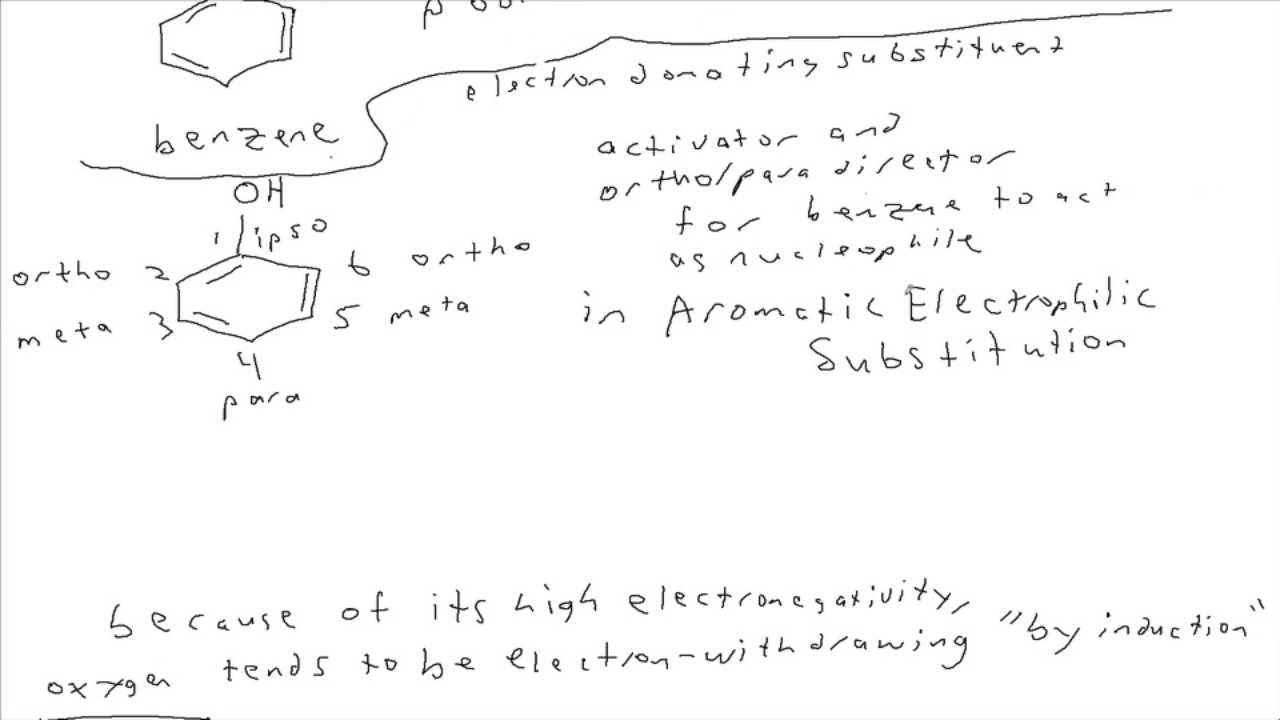 benzene
electron donating substituent
activator and
ortho/para director
for benzene to act
as nucleophile
in Aromatic Electrophilic
Substitution
OH
1 ipso
ortho 2 6 ortho
meta 3 5 meta
4
para
because of its high electronegativity, "by induction"
oxygen tends to be electron-withdrawing